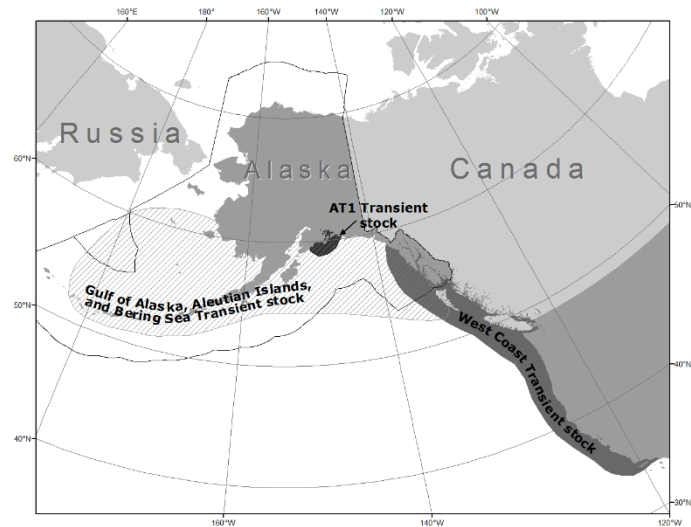 160°E
180°
160°W
140°W
120°W
100°W
60°N
50°N
40°N
Russia
Alaska
Canada
AT1 Transient
stock
Gulf of Alaska, Aleutian Islands,
and Bering Sea Transient stock
West Coast Transient stock
50°N
40°N
30°N
160°W
140°W
120°W